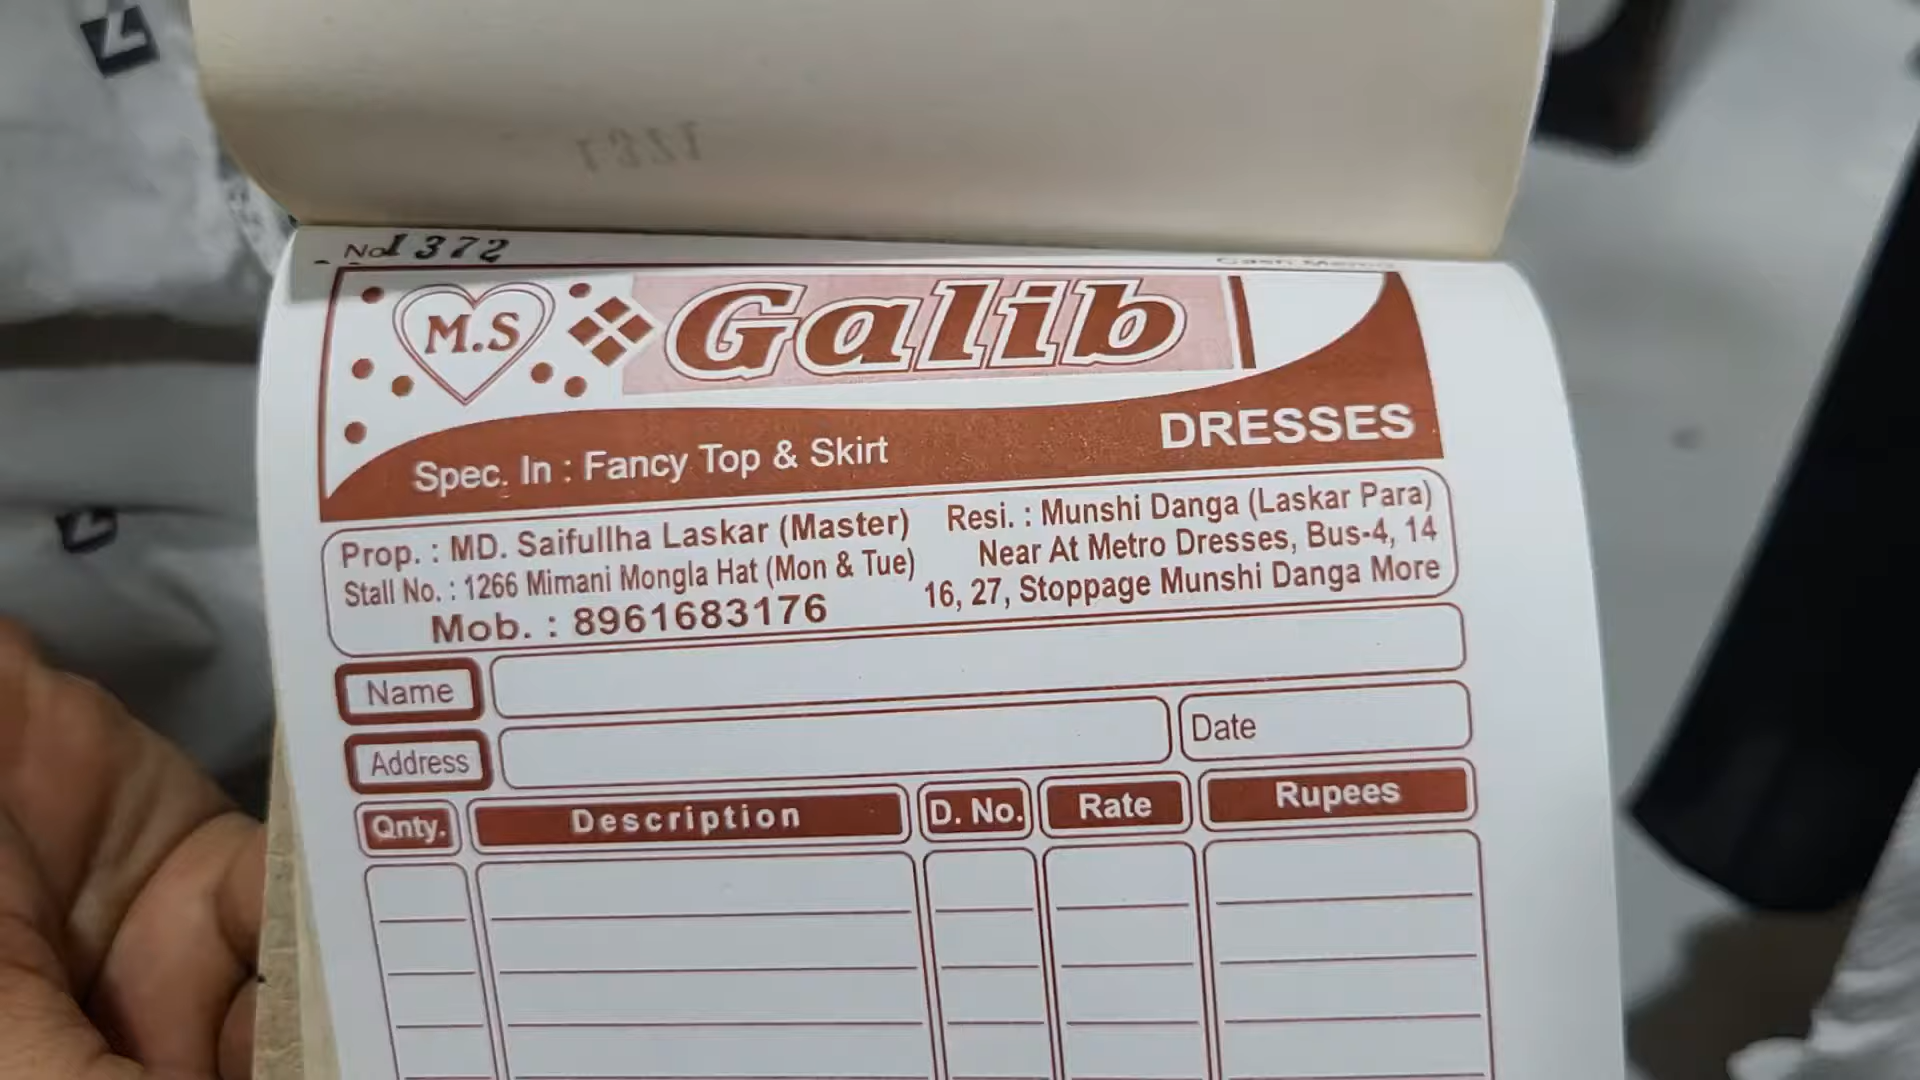 No 1372
Cash Memo
M.S Galib
DRESSES
Spec. In : Fancy Top & Skirt
Prop. : MD. Saifullha Laskar (Master)
Stall No. : 1266 Mimani Mongla Hat (Mon & Tue)
Mob. : 8961683176
Resi. : Munshi Danga (Laskar Para)
Near At Metro Dresses, Bus-4, 14
16, 27, Stoppage Munshi Danga More
Name
Address
Date
Qnty. Description D. No. Rate Rupees